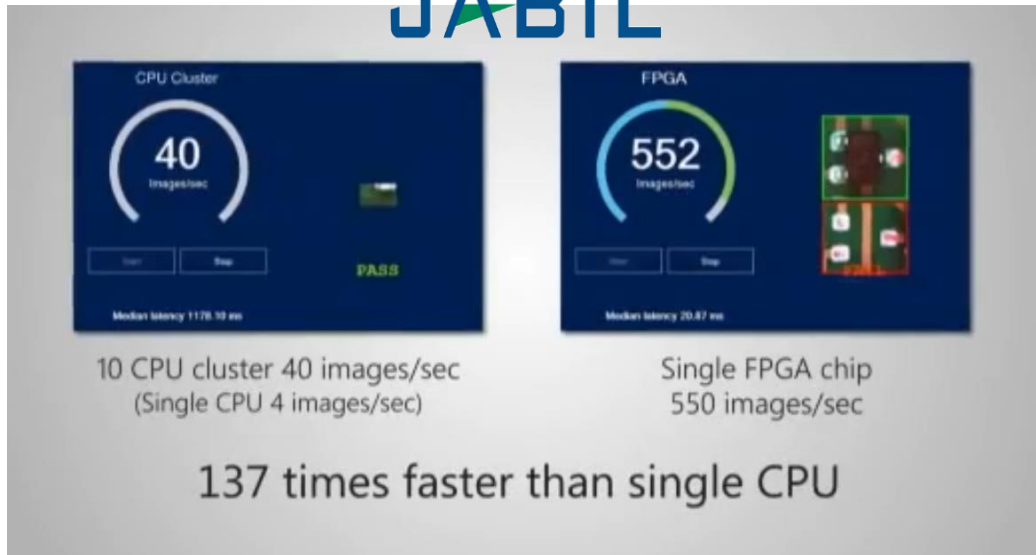 JABIL
CPU Cluster
40
Images/sec
Stop
PASS
Median latency 1178.10 ms
FPGA
552
Images/sec
Stop
Median latency 20.87 ms
10 CPU cluster 40 images/sec
(Single CPU 4 images/sec)
Single FPGA chip
550 images/sec
137 times faster than single CPU